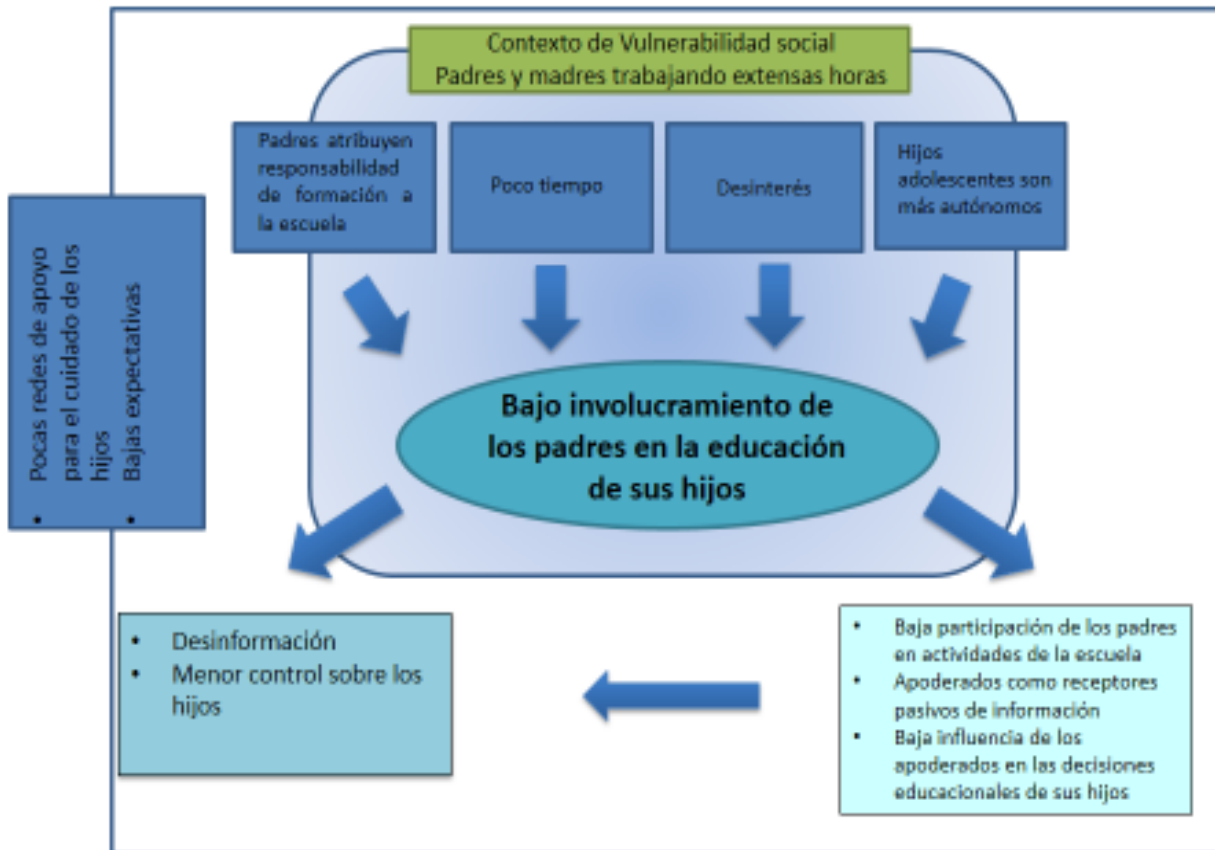 Contexto de Vulnerabilidad social
Padres y madres trabajando extensas horas
Padres atribuyen
responsabilidad
de formación a
la escuela
Poco tiempo
Desinterés
Hijos
adolescentes son
más autónomos
• Pocas redes de apoyo
para el cuidado de los
hijos
• Bajas expectativas
Bajo involucramiento de
los padres en la educación
de sus hijos
• Desinformación
• Menor control sobre los
hijos
• Baja participación de los padres
en actividades de la escuela
• Apoderados como receptores
pasivos de información
• Baja influencia de los
apoderados en las decisiones
educacionales de sus hijos